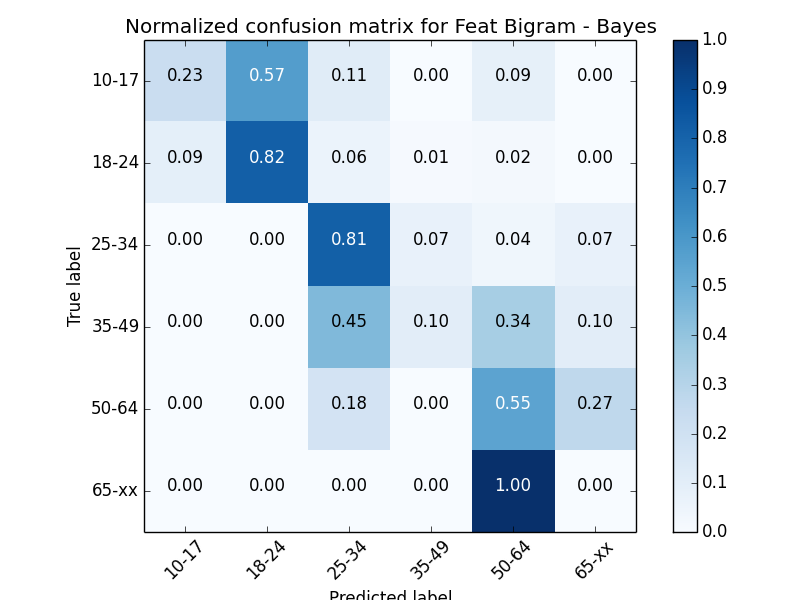 Normalized confusion matrix for Feat Bigram - Bayes
10-17 0.23 0.57 0.11 0.00 0.09 0.00
18-24 0.09 0.82 0.06 0.01 0.02 0.00
25-34 0.00 0.00 0.81 0.07 0.04 0.07
35-49 0.00 0.00 0.45 0.10 0.34 0.10
50-64 0.00 0.00 0.18 0.00 0.55 0.27
65-xx 0.00 0.00 0.00 0.00 1.00 0.00
True label
10-17 18-24 25-34 35-49 50-64 65-xx
Predicted label
1.0
0.9
0.8
0.7
0.6
0.5
0.4
0.3
0.2
0.1
0.0